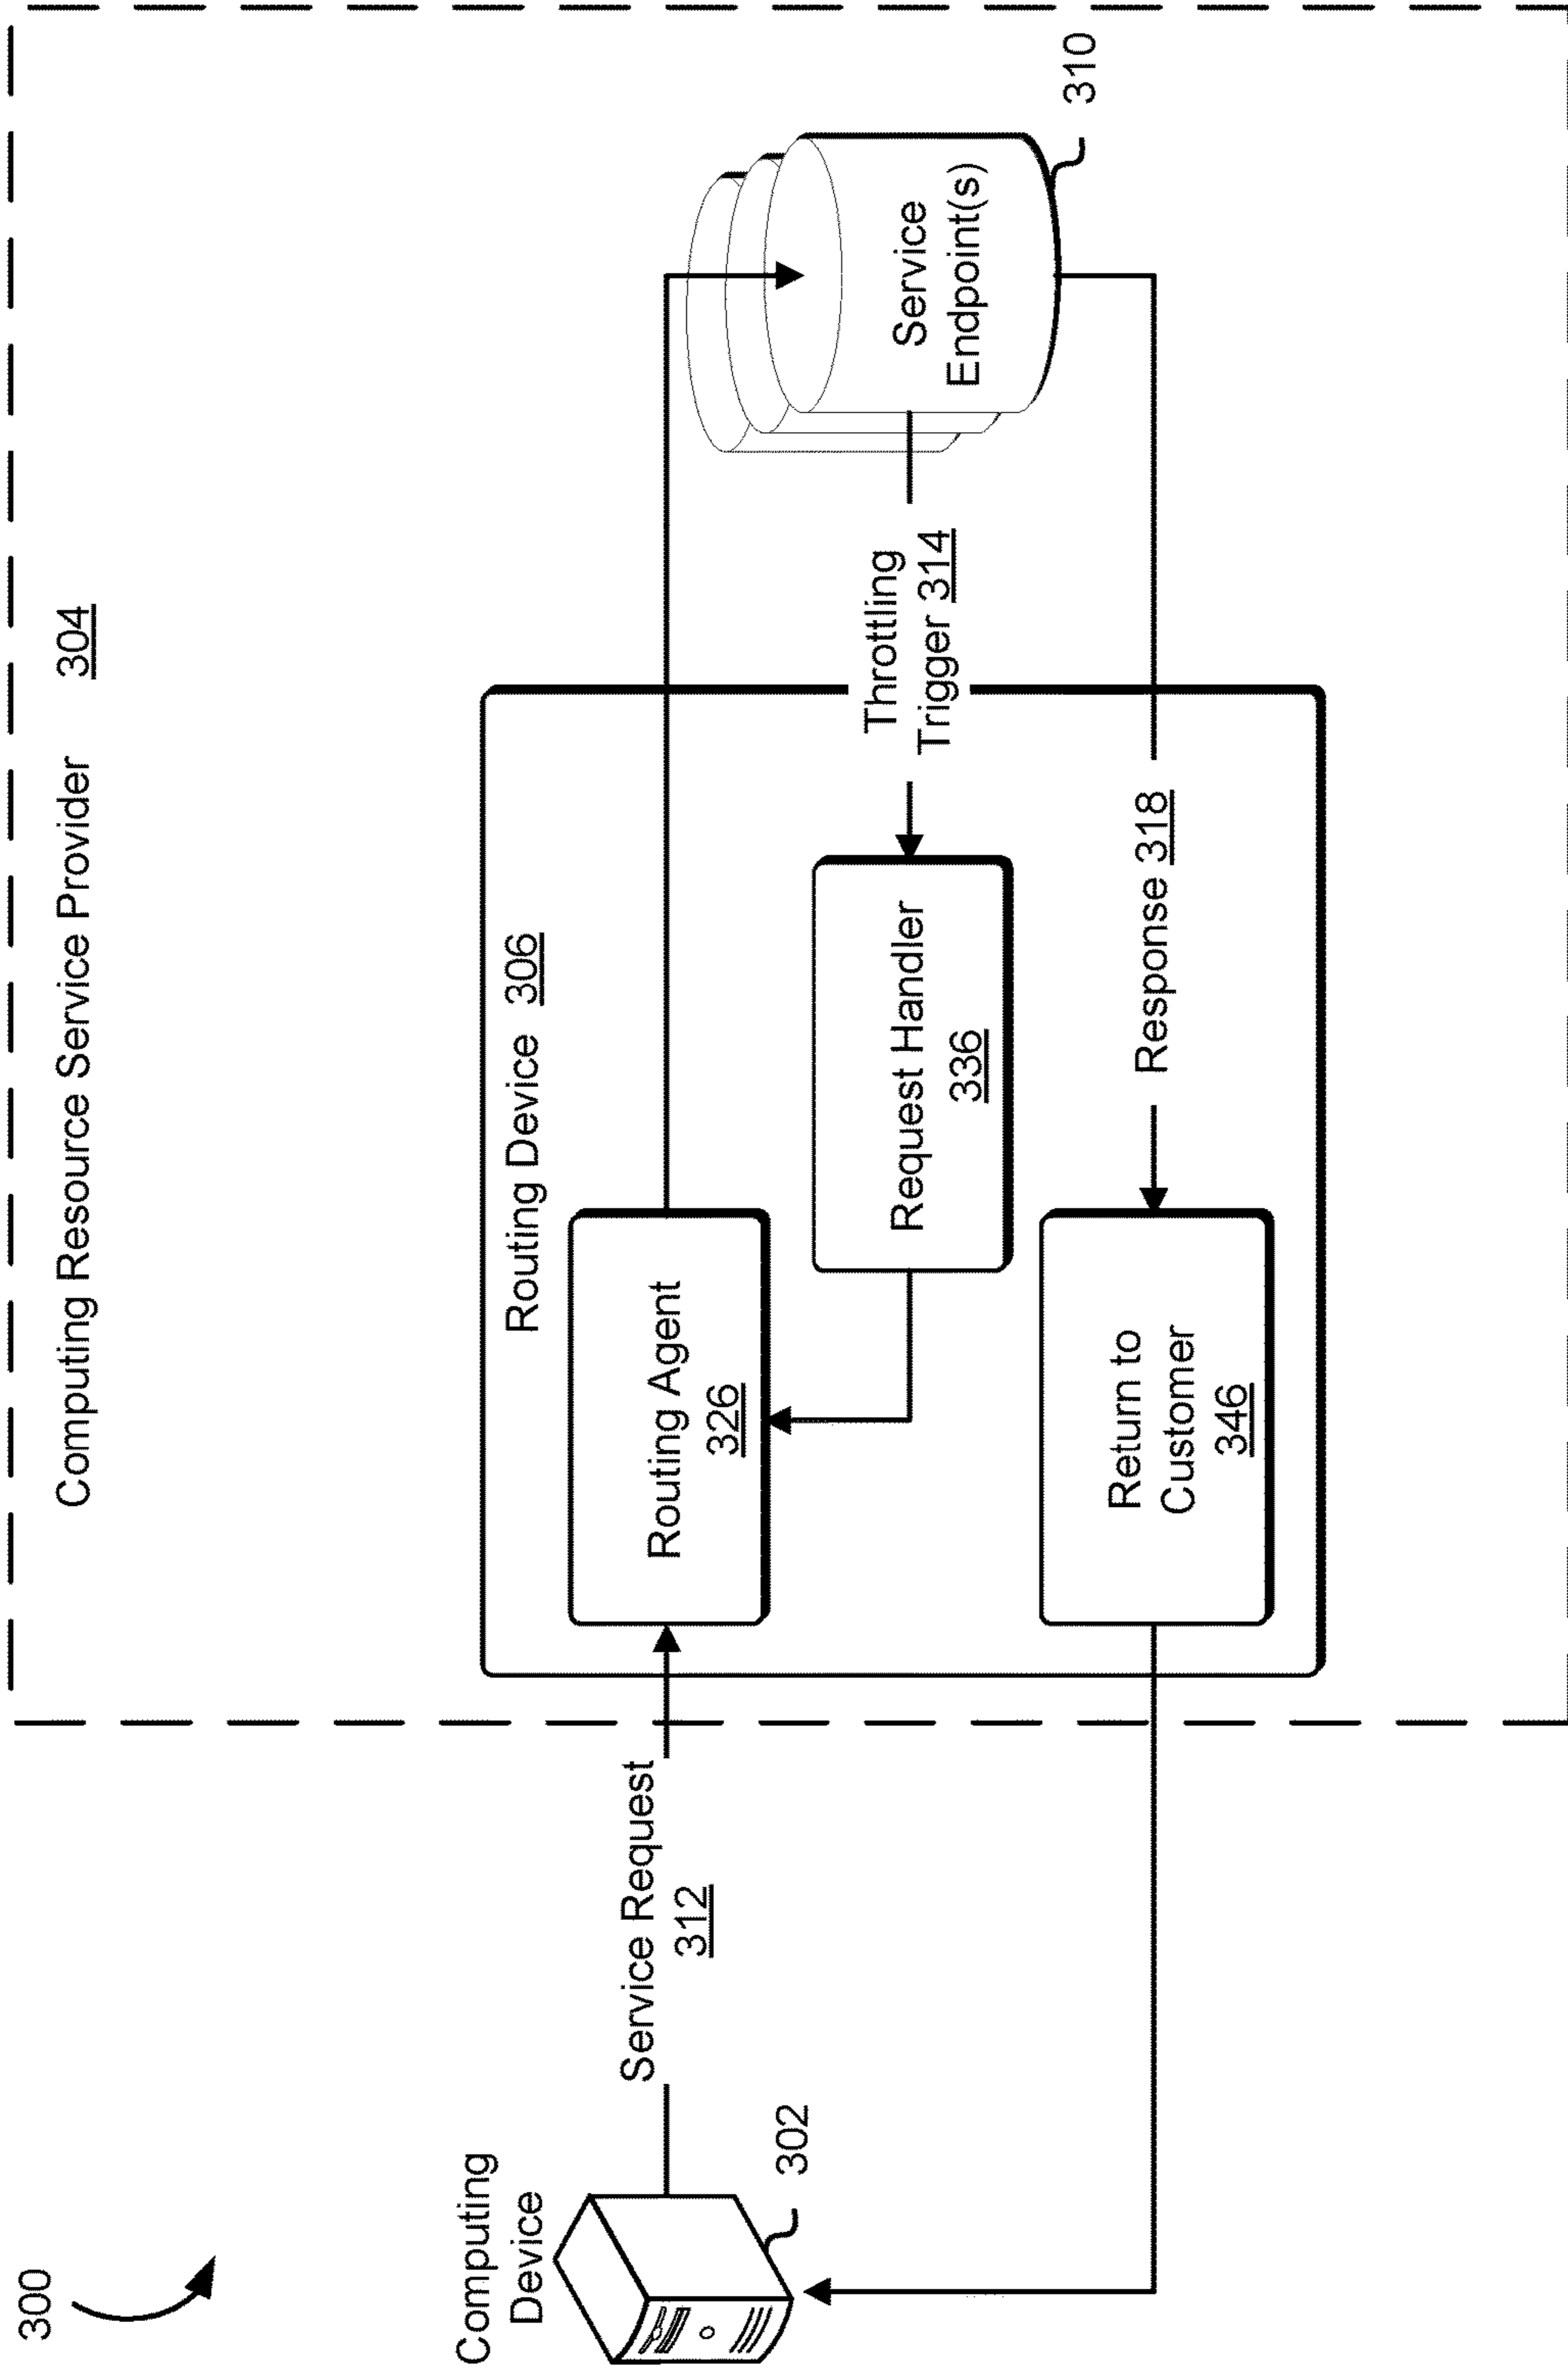 300
Computing Resource Service Provider 304
Computing
Device
302
Service Request
312
Routing Device 306
Routing Agent
326
Request Handler
336
Throttling
Trigger 314
Service
Endpoint(s)
310
Return to
Customer
346
Response 318